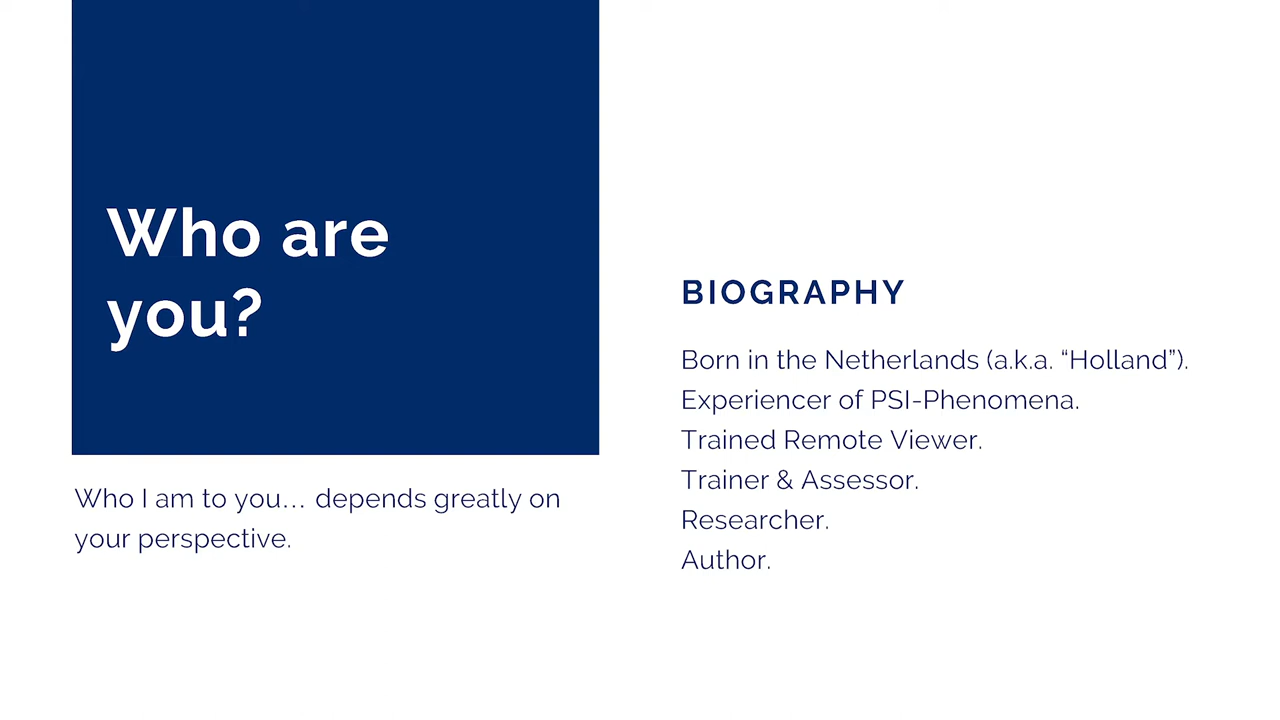 Who are
you?
Who I am to you... depends greatly on
your perspective.
BIOGRAPHY
Born in the Netherlands (a.k.a. “Holland”).
Experiencer of PSI-Phenomena.
Trained Remote Viewer.
Trainer & Assessor.
Researcher.
Author.